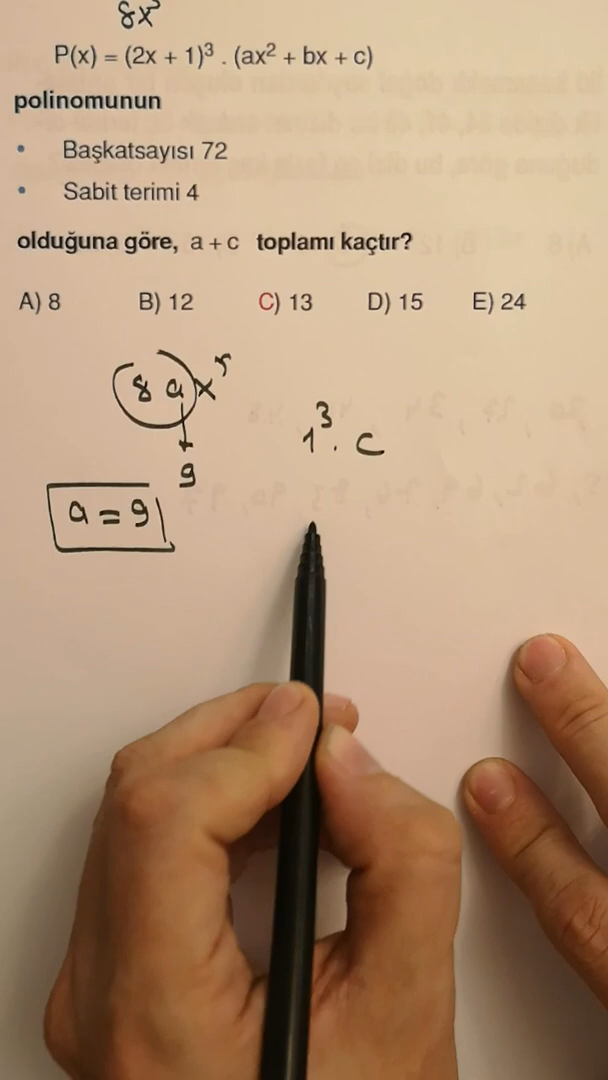 8x³
P(x) = (2x + 1)³ . (ax² + bx + c)
polinomunun
• Başkatsayısı 72
• Sabit terimi 4
olduğuna göre, a + c toplamı kaçtır?
A) 8 B) 12 C) 13 D) 15 E) 24
8 a x⁵
1³ . c
9
a = 9